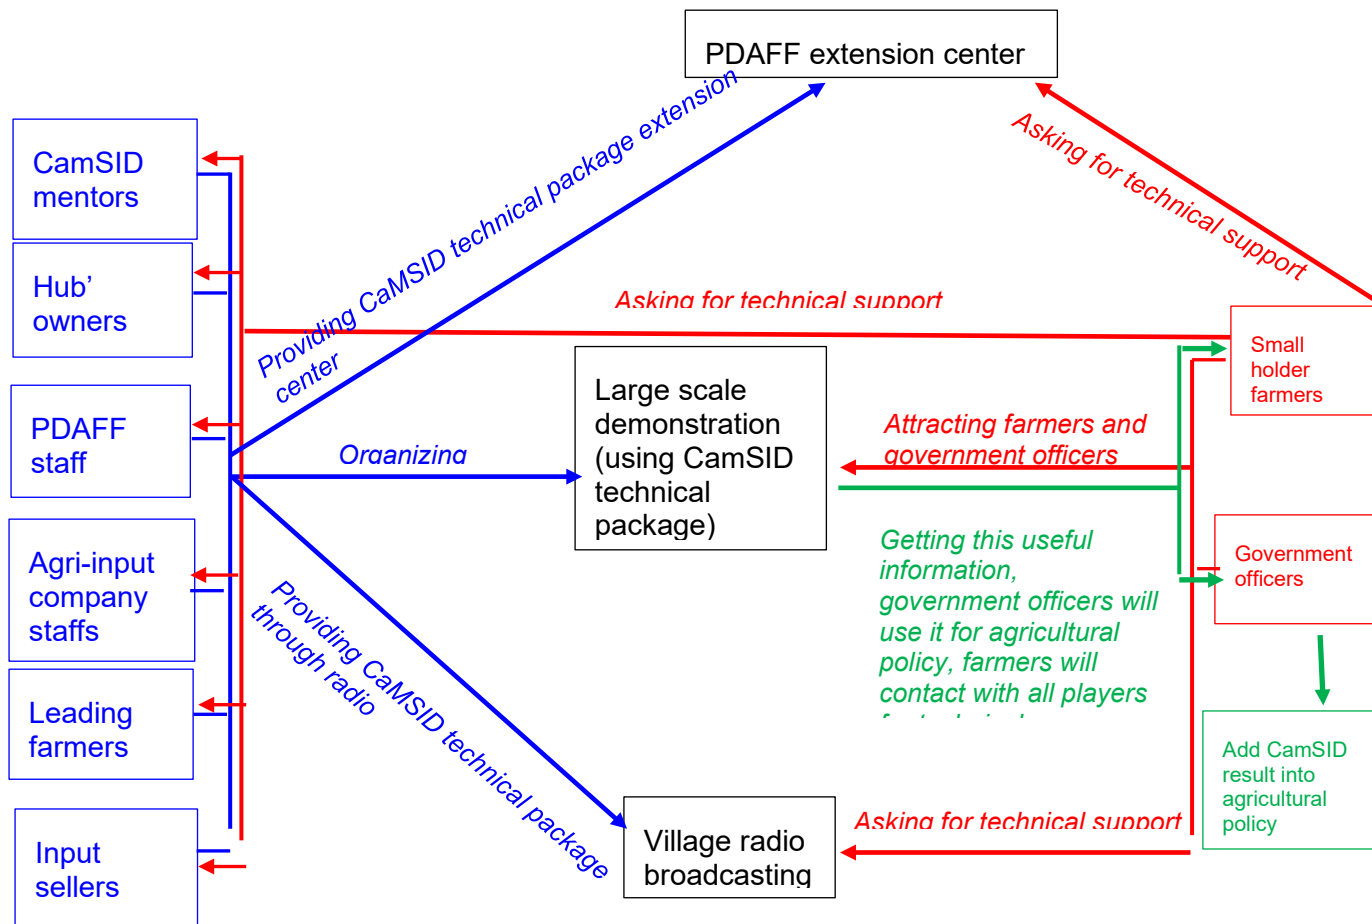 PDAFF extension center
Providing CaMSID technical package extension
center
Asking for technical support
CamSID
mentors
Hub'
owners
PDAFF
staff
Agri-input
company
staffs
Leading
farmers
Input
sellers
Asking for technical support
Small
holder
farmers
Large scale
demonstration
(using CamSID
technical
package)
Organizing
Attracting farmers and
government officers
Getting this useful
information,
government officers will
use it for agricultural
policy, farmers will
contact with all players
Government
officers
Add CamSID
result into
agricultural
policy
Providing CaMSID technical package
through radio
Asking for technical support
Village radio
broadcasting